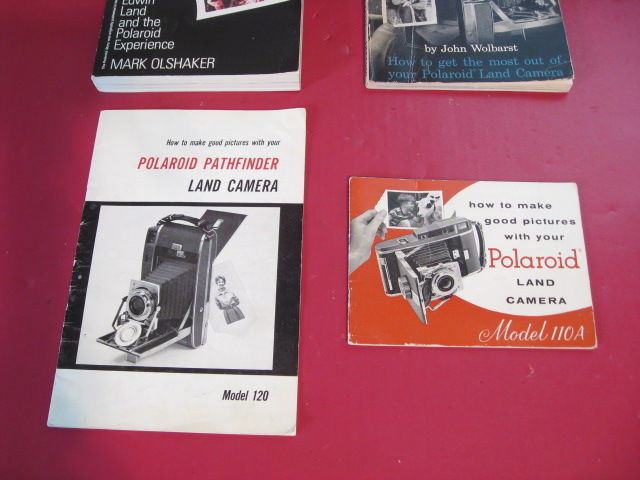 Edwin
Land
and the
Polaroid
Experience
MARK OLSHAKER
by John Wolbarst
How to get the most out of
your Polaroid Land Camera
How to make good pictures with your
POLAROID PATHFINDER
LAND CAMERA
Model 120
how to make
good pictures
with your
Polaroid®
LAND
CAMERA
Model 110A